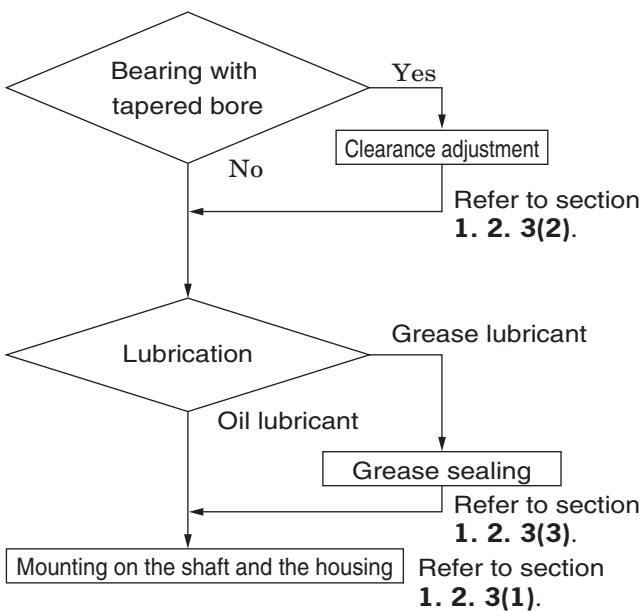 Bearing with
tapered bore
Yes
Clearance adjustment
No
Refer to section
1. 2. 3(2).
Lubrication
Grease lubricant
Oil lubricant
Grease sealing
Refer to section
1. 2. 3(3).
Mounting on the shaft and the housing
Refer to section
1. 2. 3(1).